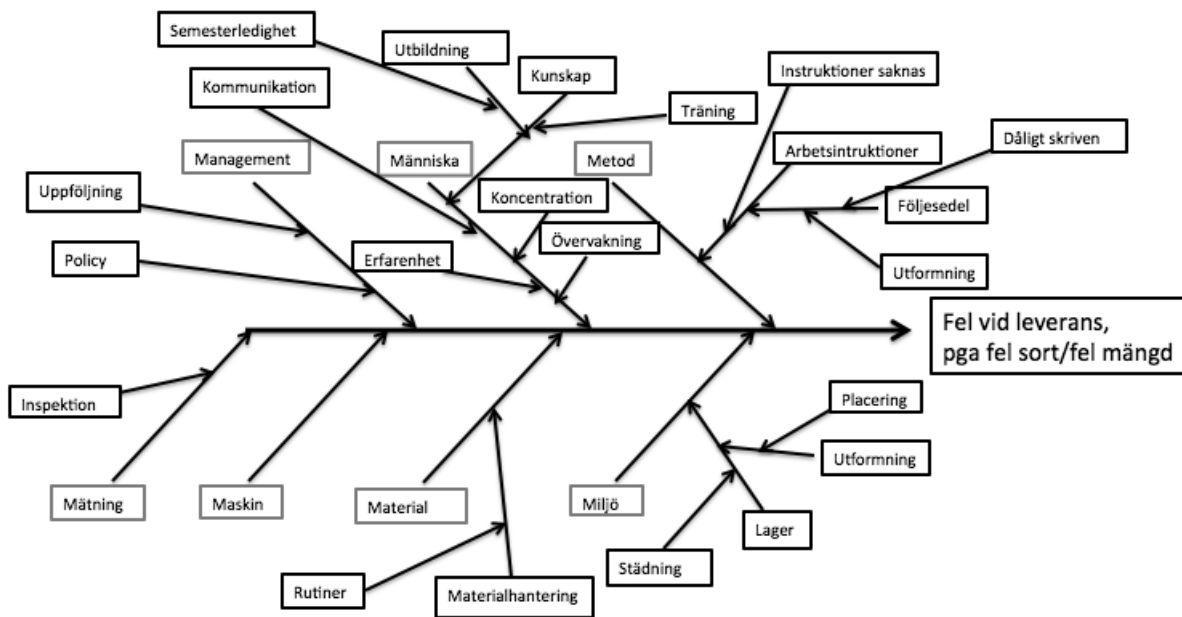 Semesterledighet
Utbildning
Kunskap
Instruktioner saknas
Kommunikation
Träning
Dåligt skriven
Management
Människa
Metod
Arbetsintruktioner
Uppföljning
Koncentration
Följesedel
Övervakning
Policy
Erfarenhet
Utformning
Fel vid leverans,
pga fel sort/fel mängd
Inspektion
Placering
Utformning
Mätning
Maskin
Material
Miljö
Lager
Städning
Rutiner
Materialhantering